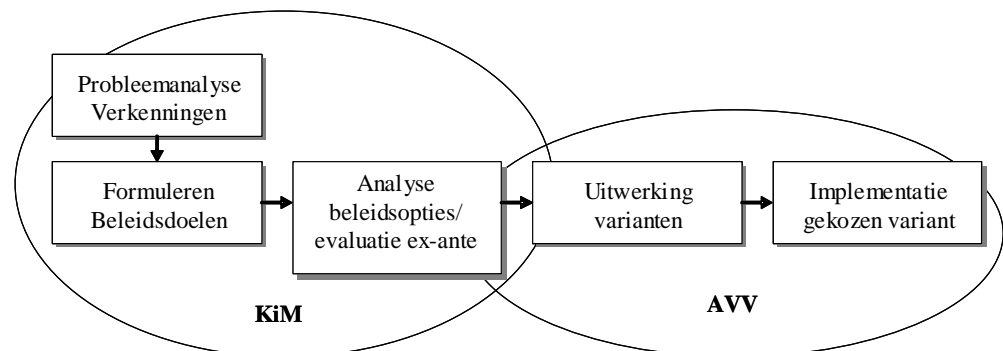 Probleemanalyse
Verkenningen
Formuleren
Beleidsdoelen
Analyse
beleidsopties/
evaluatie ex-ante
Uitwerking
varianten
Implementatie
gekozen variant
KiM
AVV